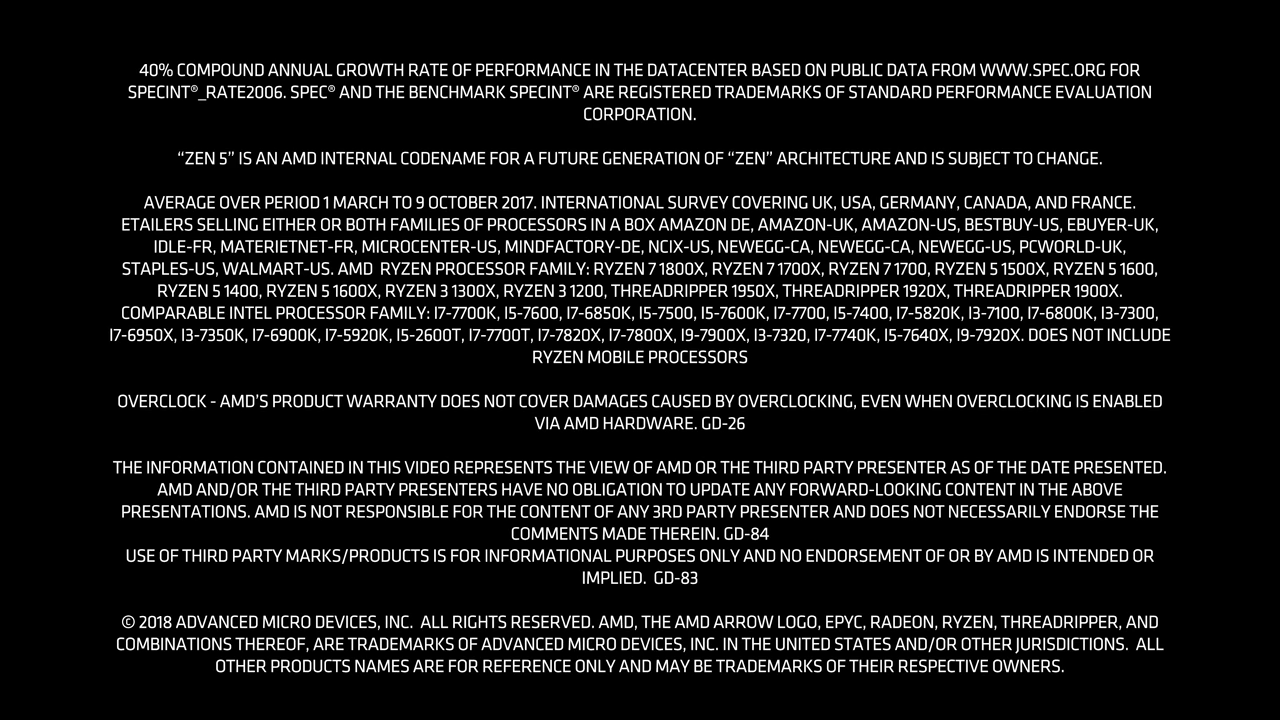 40% COMPOUND ANNUAL GROWTH RATE OF PERFORMANCE IN THE DATACENTER BASED ON PUBLIC DATA FROM WWW.SPEC.ORG FOR
SPECINT®_RATE2006. SPEC® AND THE BENCHMARK SPECINT® ARE REGISTERED TRADEMARKS OF STANDARD PERFORMANCE EVALUATION
CORPORATION.
“ZEN 5” IS AN AMD INTERNAL CODENAME FOR A FUTURE GENERATION OF “ZEN” ARCHITECTURE AND IS SUBJECT TO CHANGE.
AVERAGE OVER PERIOD 1 MARCH TO 9 OCTOBER 2017. INTERNATIONAL SURVEY COVERING UK, USA, GERMANY, CANADA, AND FRANCE.
ETAILERS SELLING EITHER OR BOTH FAMILIES OF PROCESSORS IN A BOX AMAZON DE, AMAZON-UK, AMAZON-US, BESTBUY-US, EBUYER-UK,
IDLE-FR, MATERIETNET-FR, MICROCENTER-US, MINDFACTORY-DE, NCIX-US, NEWEGG-CA, NEWEGG-CA, NEWEGG-US, PCWORLD-UK,
STAPLES-US, WALMART-US. AMD  RYZEN PROCESSOR FAMILY: RYZEN 7 1800X, RYZEN 7 1700X, RYZEN 7 1700, RYZEN 5 1500X, RYZEN 5 1600,
RYZEN 5 1400, RYZEN 5 1600X, RYZEN 3 1300X, RYZEN 3 1200, THREADRIPPER 1950X, THREADRIPPER 1920X, THREADRIPPER 1900X.
COMPARABLE INTEL PROCESSOR FAMILY: I7-7700K, I5-7600, I7-6850K, I5-7500, I5-7600K, I7-7700, I5-7400, I7-5820K, I3-7100, I7-6800K, I3-7300,
I7-6950X, I3-7350K, I7-6900K, I7-5920K, I5-2600T, I7-7700T, I7-7820X, I7-7800X, I9-7900X, I3-7320, I7-7740K, I5-7640X, I9-7920X. DOES NOT INCLUDE
RYZEN MOBILE PROCESSORS
OVERCLOCK - AMD’S PRODUCT WARRANTY DOES NOT COVER DAMAGES CAUSED BY OVERCLOCKING, EVEN WHEN OVERCLOCKING IS ENABLED
VIA AMD HARDWARE. GD-26
THE INFORMATION CONTAINED IN THIS VIDEO REPRESENTS THE VIEW OF AMD OR THE THIRD PARTY PRESENTER AS OF THE DATE PRESENTED.
AMD AND/OR THE THIRD PARTY PRESENTERS HAVE NO OBLIGATION TO UPDATE ANY FORWARD-LOOKING CONTENT IN THE ABOVE
PRESENTATIONS. AMD IS NOT RESPONSIBLE FOR THE CONTENT OF ANY 3RD PARTY PRESENTER AND DOES NOT NECESSARILY ENDORSE THE
COMMENTS MADE THEREIN. GD-84
USE OF THIRD PARTY MARKS/PRODUCTS IS FOR INFORMATIONAL PURPOSES ONLY AND NO ENDORSEMENT OF OR BY AMD IS INTENDED OR
IMPLIED.  GD-83
© 2018 ADVANCED MICRO DEVICES, INC.  ALL RIGHTS RESERVED. AMD, THE AMD ARROW LOGO, EPYC, RADEON, RYZEN, THREADRIPPER, AND
COMBINATIONS THEREOF, ARE TRADEMARKS OF ADVANCED MICRO DEVICES, INC. IN THE UNITED STATES AND/OR OTHER JURISDICTIONS.  ALL
OTHER PRODUCTS NAMES ARE FOR REFERENCE ONLY AND MAY BE TRADEMARKS OF THEIR RESPECTIVE OWNERS.